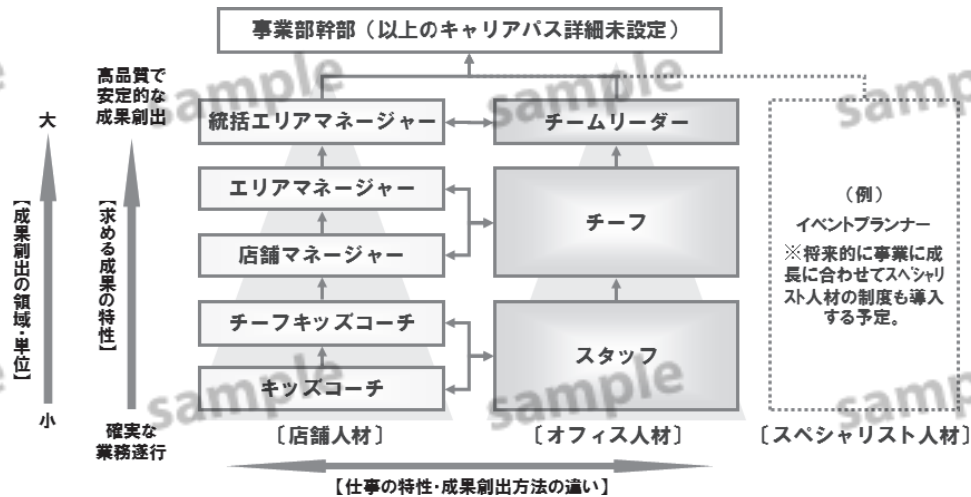 事業部幹部（以上のキャリアパス詳細未設定）
高品質で
安定的な
成果創出
大
【成果創出の領域・単位】
小
【求める成果の特性】
確実な
業務遂行
統括エリアマネージャー
エリアマネージャー
店舗マネージャー
チーフキッズコーチ
キッズコーチ
〔店舗人材〕
チームリーダー
チーフ
スタッフ
〔オフィス人材〕
（例）
イベントプランナー
※将来的に事業に成
長に合わせてスペシャリ
スト人材の制度も導入
する予定。
〔スペシャリスト人材〕
【仕事の特性・成果創出方法の違い】
sample
sample
sample
sample
sample
sample